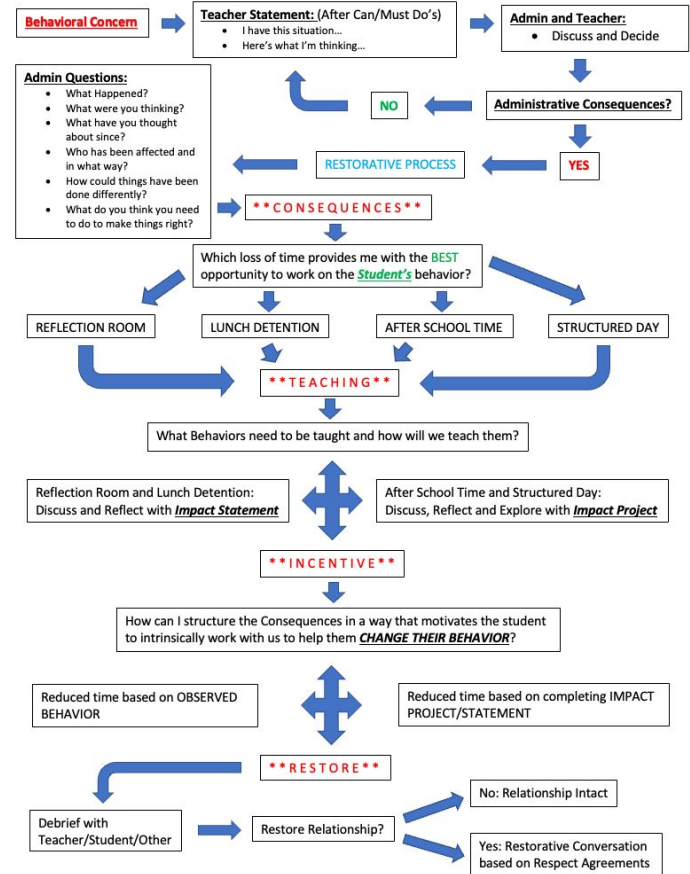 Behavioral Concern
Teacher Statement: (After Can/Must Do's)
• I have this situation…
• Here's what I'm thinking…
Admin and Teacher:
• Discuss and Decide
Admin Questions:
• What Happened?
• What were you thinking?
• What have you thought
about since?
• Who has been affected and
in what way?
• How could things have been
done differently?
• What do you think you need
to do to make things right?
NO
Administrative Consequences?
RESTORATIVE PROCESS
YES
**CONSEQUENCES**
Which loss of time provides me with the BEST
opportunity to work on the Student's behavior?
REFLECTION ROOM
LUNCH DETENTION
AFTER SCHOOL TIME
STRUCTURED DAY
**TEACHING**
What Behaviors need to be taught and how will we teach them?
Reflection Room and Lunch Detention:
Discuss and Reflect with Impact Statement
After School Time and Structured Day:
Discuss, Reflect and Explore with Impact Project
**INCENTIVE**
How can I structure the Consequences in a way that motivates the student
to intrinsically work with us to help them CHANGE THEIR BEHAVIOR?
Reduced time based on OBSERVED
BEHAVIOR
Reduced time based on completing IMPACT
PROJECT/STATEMENT
**RESTORE**
Debrief with
Teacher/Student/Other
Restore Relationship?
No: Relationship Intact
Yes: Restorative Conversation
based on Respect Agreements